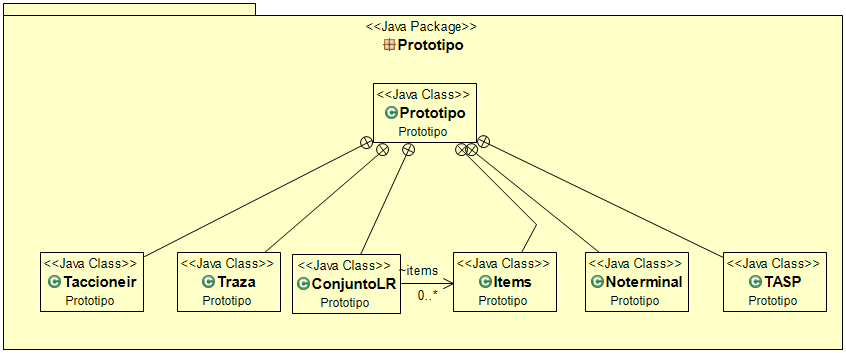 <<Java Package>>
Prototipo
<<Java Class>>
Prototipo
Prototipo
<<Java Class>>
Taccioneir
Prototipo
<<Java Class>>
Traza
Prototipo
<<Java Class>>
ConjuntoLR
Prototipo
~items
0..*
<<Java Class>>
Items
Prototipo
<<Java Class>>
Noterminal
Prototipo
<<Java Class>>
TASP
Prototipo